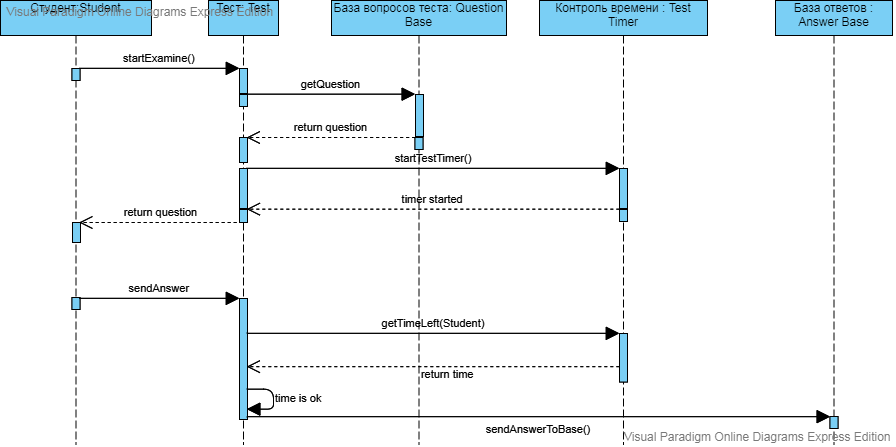 Студент:Student
Тест: Test
База вопросов теста: Question
Base
Контроль времени : Test
Timer
База ответов :
Answer Base
Visual Paradigm Online Diagrams Express Edition
startExamine()
getQuestion
return question
startTestTimer()
timer started
return question
sendAnswer
getTimeLeft(Student)
return time
time is ok
sendAnswerToBase()
Visual Paradigm Online Diagrams Express Edition